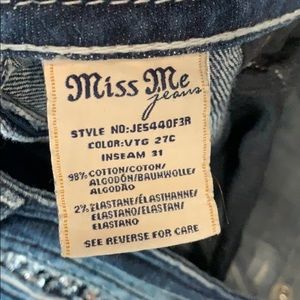 Miss Me
jeans
STYLE NO:JE5440F3R
COLOR:VTG 27C
INSEAM 31
98% COTTON/COTON/
ALGODÓN/BAUMWOLLE/
ALGODÃO
2% ELASTANE/ÉLASTHANNE/
ELASTANO/ELASTAN/
ELASTANO
SEE REVERSE FOR CARE